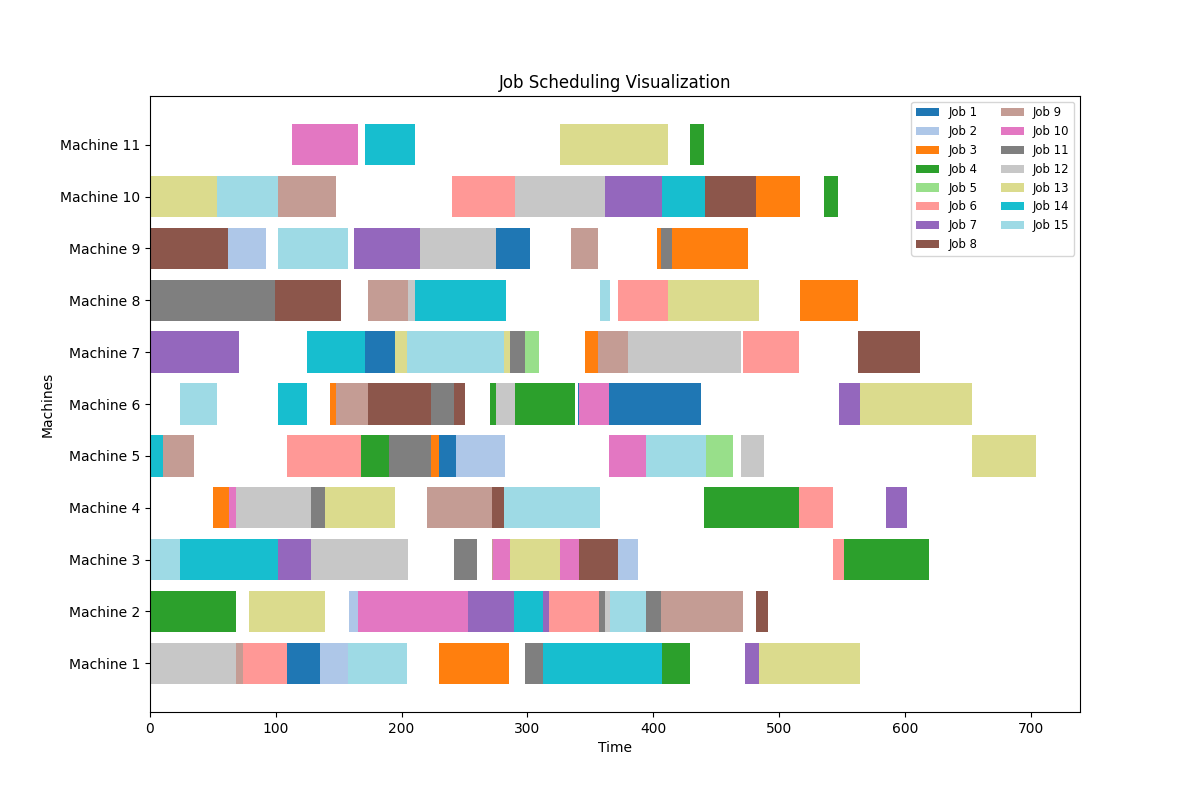 Job Scheduling Visualization
Machine 11
Machine 10
Machine 9
Machine 8
Machine 7
Machine 6
Machine 5
Machine 4
Machine 3
Machine 2
Machine 1
Machines
0 100 200 300 400 500 600 700
Time
Job 1
Job 2
Job 3
Job 4
Job 5
Job 6
Job 7
Job 8
Job 9
Job 10
Job 11
Job 12
Job 13
Job 14
Job 15